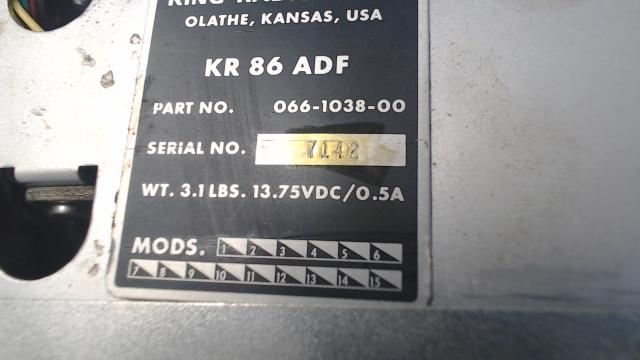 KING RADIO
OLATHE, KANSAS, USA
KR 86 ADF
PART NO. 066-1038-00
SERIAL NO. 7142
WT. 3.1 LBS. 13.75VDC/0.5A
MODS. 1 2 3 4 5 6
7 8 9 10 11 12 13 14 15